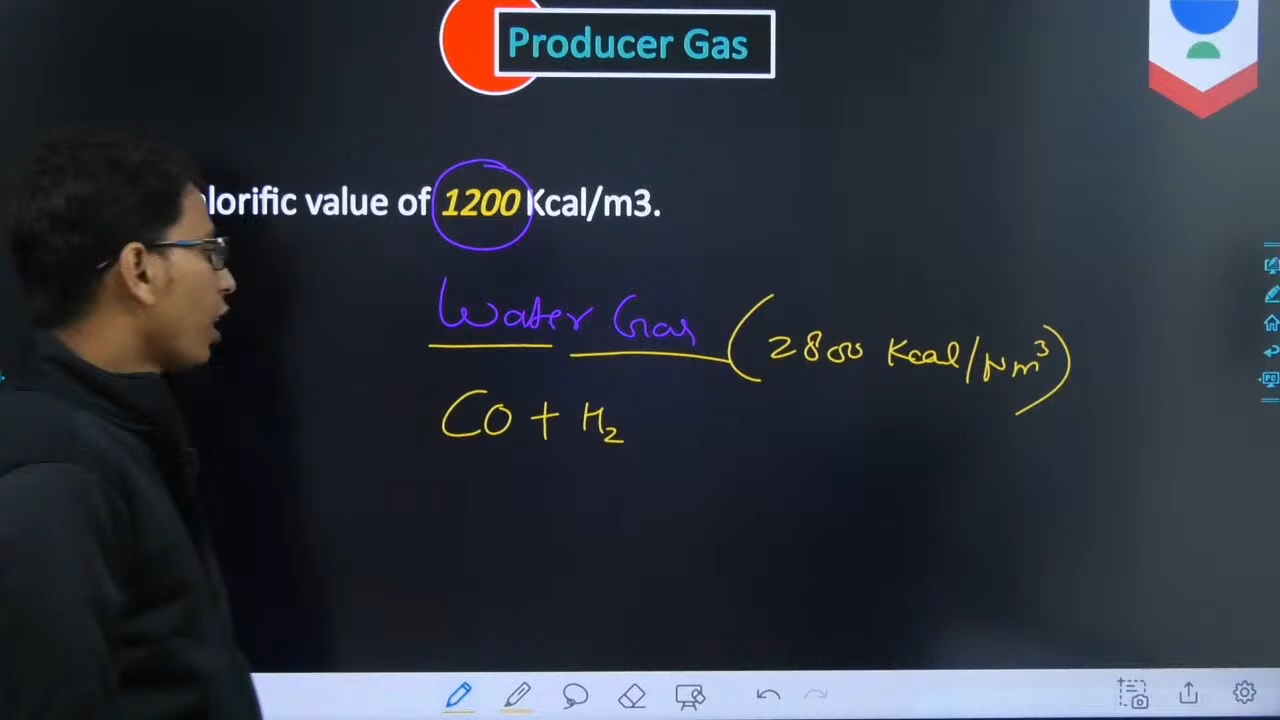 Producer Gas
lorific value of 1200 Kcal/m3.
Water Gas (2800 Kcal/Nm³)
CO + H₂